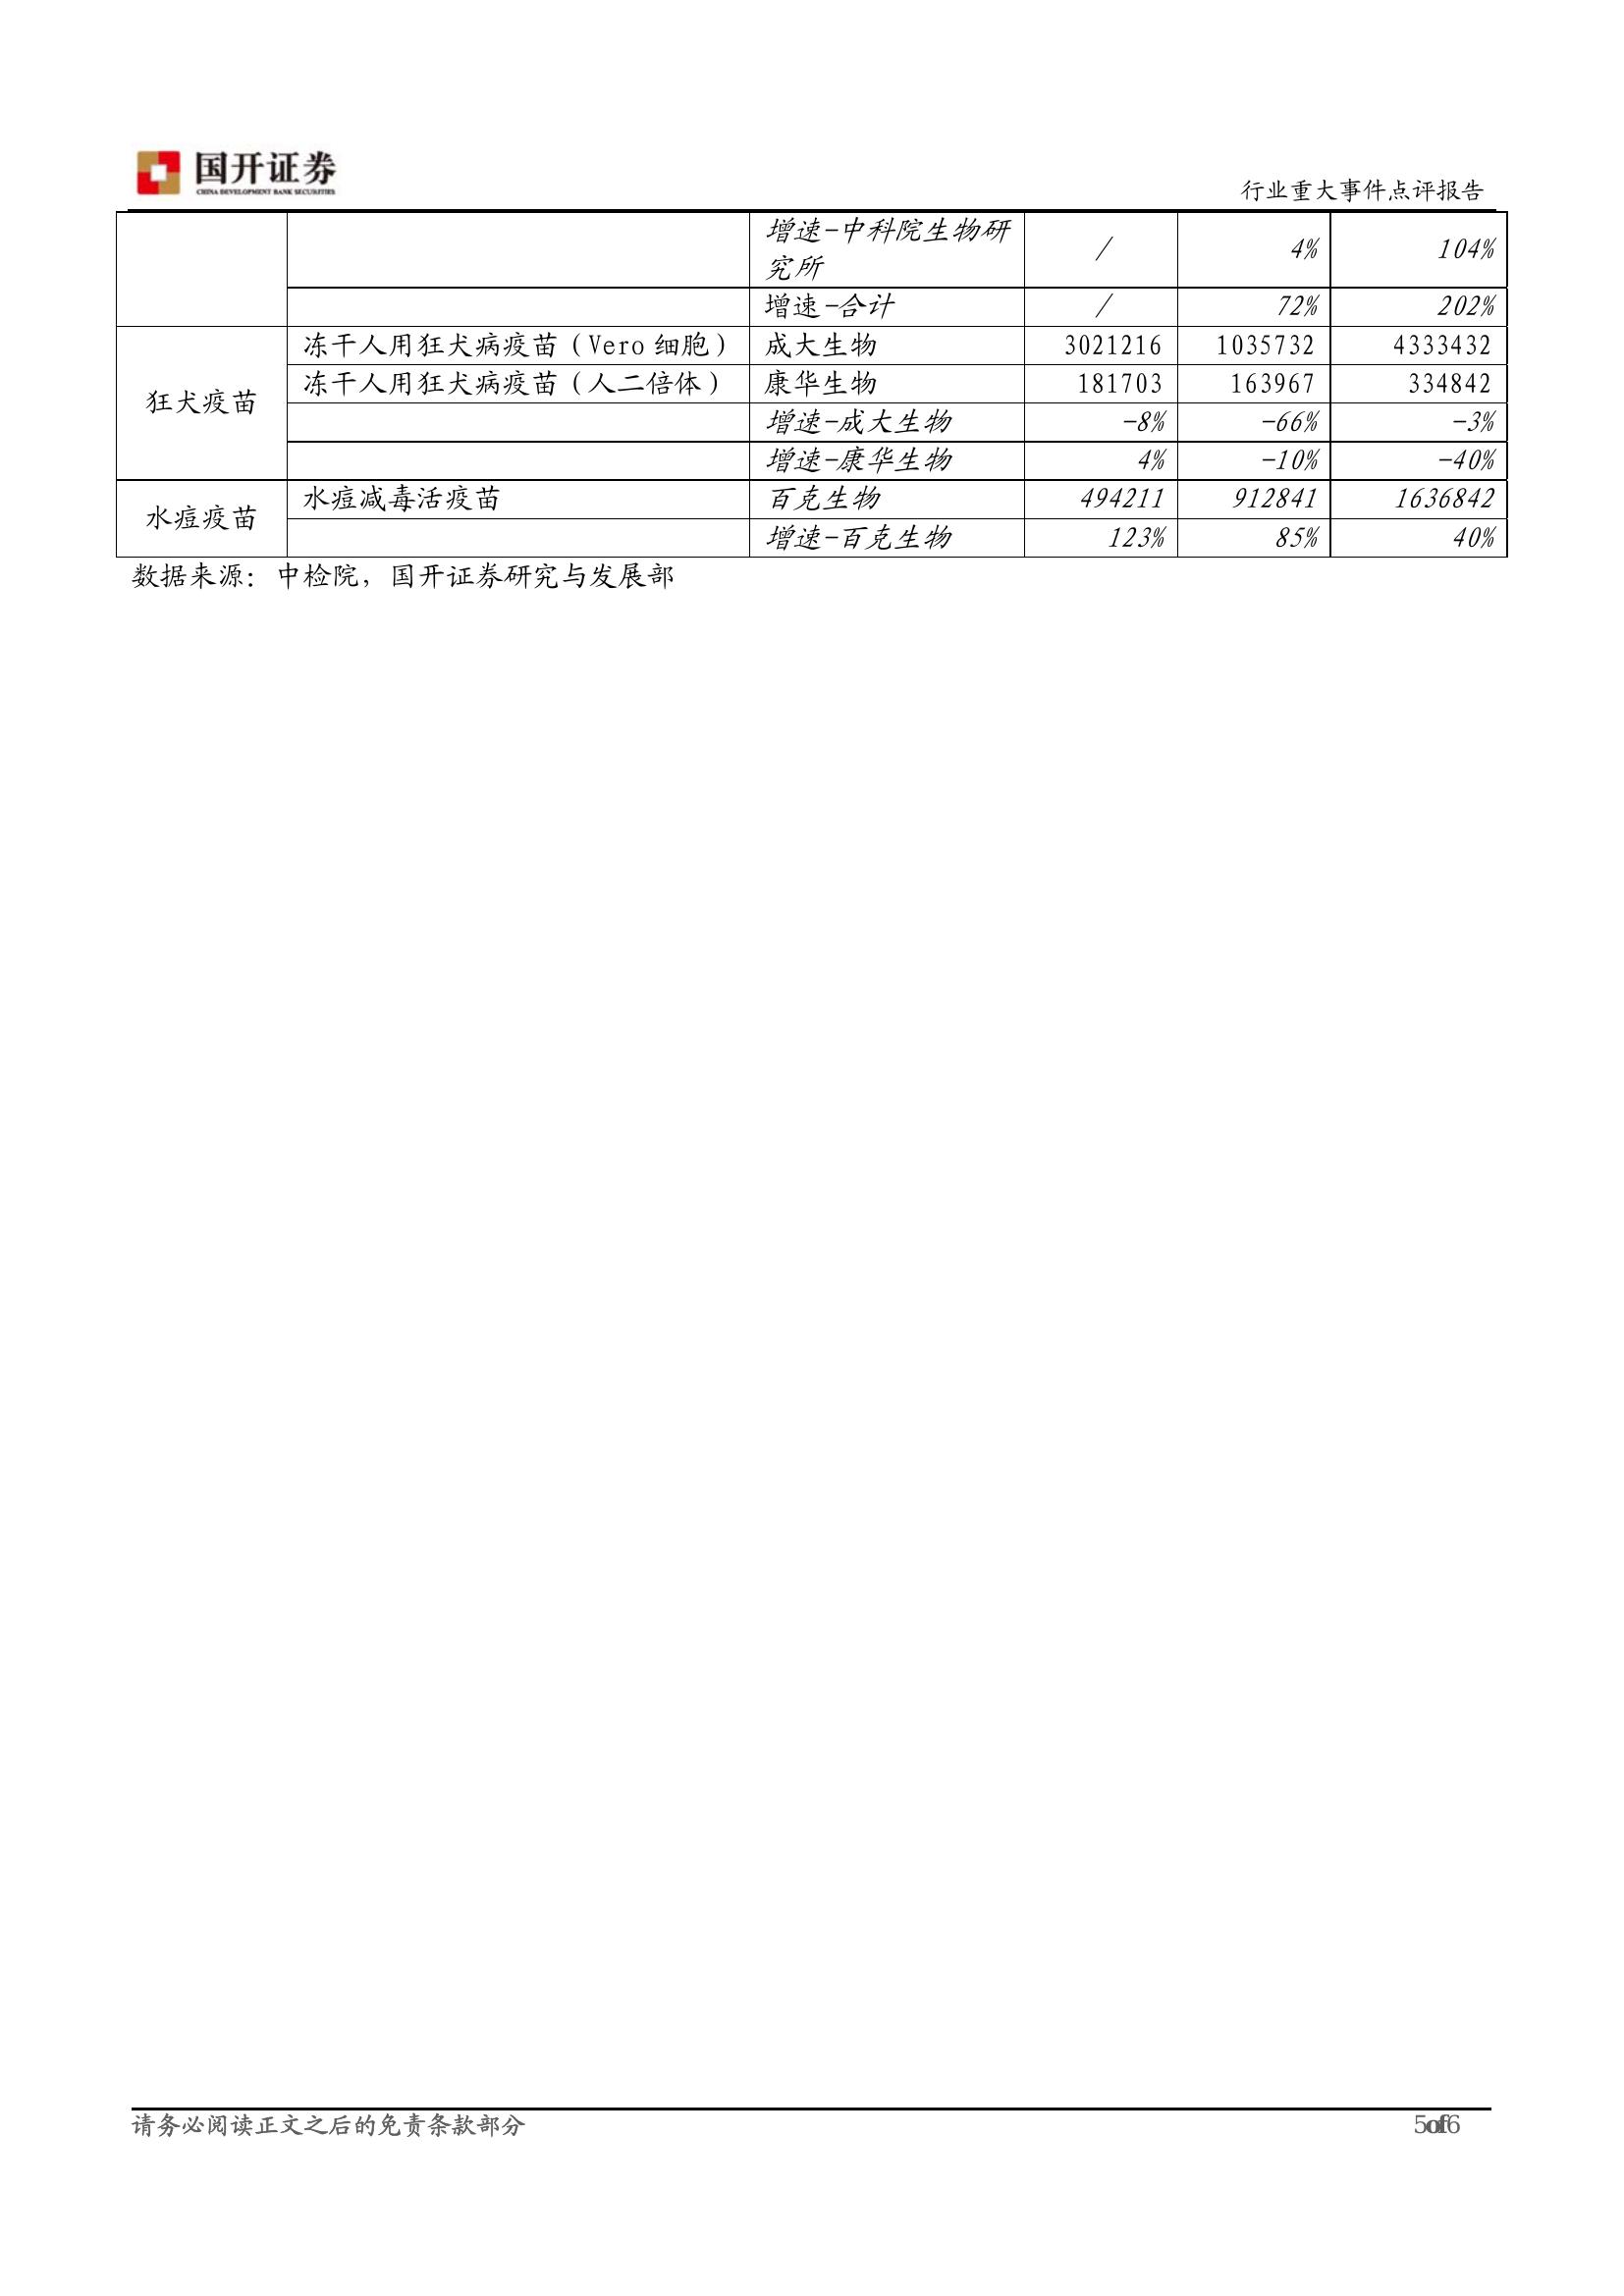 国开证券
CHINA DEVELOPMENT BANK SECURITIES
行业重大事件点评报告
增速-中科院生物研究所 / 4% 104%
增速-合计 / 72% 202%
狂犬疫苗
冻干人用狂犬病疫苗（Vero 细胞） 成大生物 3021216 1035732 4333432
冻干人用狂犬病疫苗（人二倍体） 康华生物 181703 163967 334842
增速-成大生物 -8% -66% -3%
增速-康华生物 4% -10% -40%
水痘疫苗
水痘减毒活疫苗 百克生物 494211 912841 1636842
增速-百克生物 123% 85% 40%
数据来源：中检院，国开证券研究与发展部
请务必阅读正文之后的免责条款部分 5of6